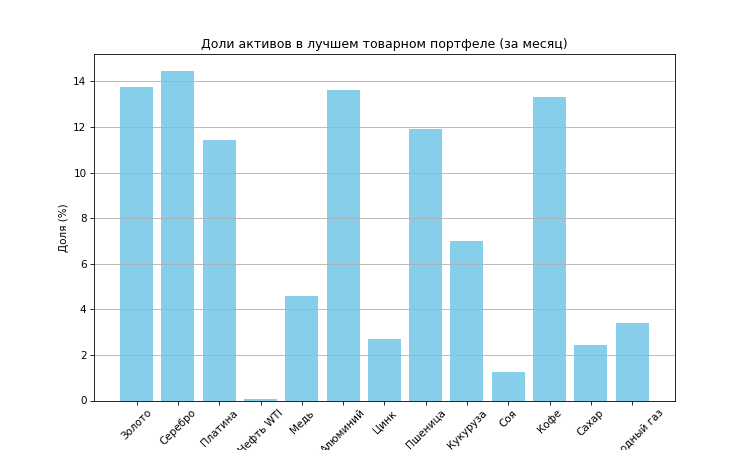 Доли активов в лучшем товарном портфеле (за месяц)
14
12
10
8
6
4
2
0
Доля (%)
Золото
Серебро
Платина
Нефть WTI
Медь
Алюминий
Цинк
Пшеница
Кукуруза
Соя
Кофе
Сахар
газ